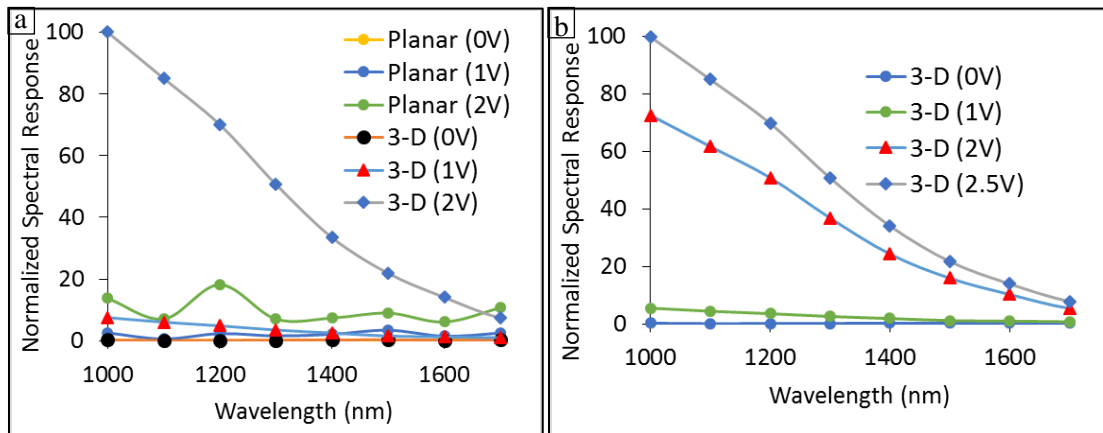 a
Normalized Spectral Response
100
80
60
40
20
0
1000
1200
1400
1600
Wavelength (nm)
Planar (0V)
Planar (1V)
Planar (2V)
3-D (0V)
3-D (1V)
3-D (2V)
b
Normalized Spectral Response
100
80
60
40
20
0
1000
1200
1400
1600
Wavelength (nm)
3-D (0V)
3-D (1V)
3-D (2V)
3-D (2.5V)